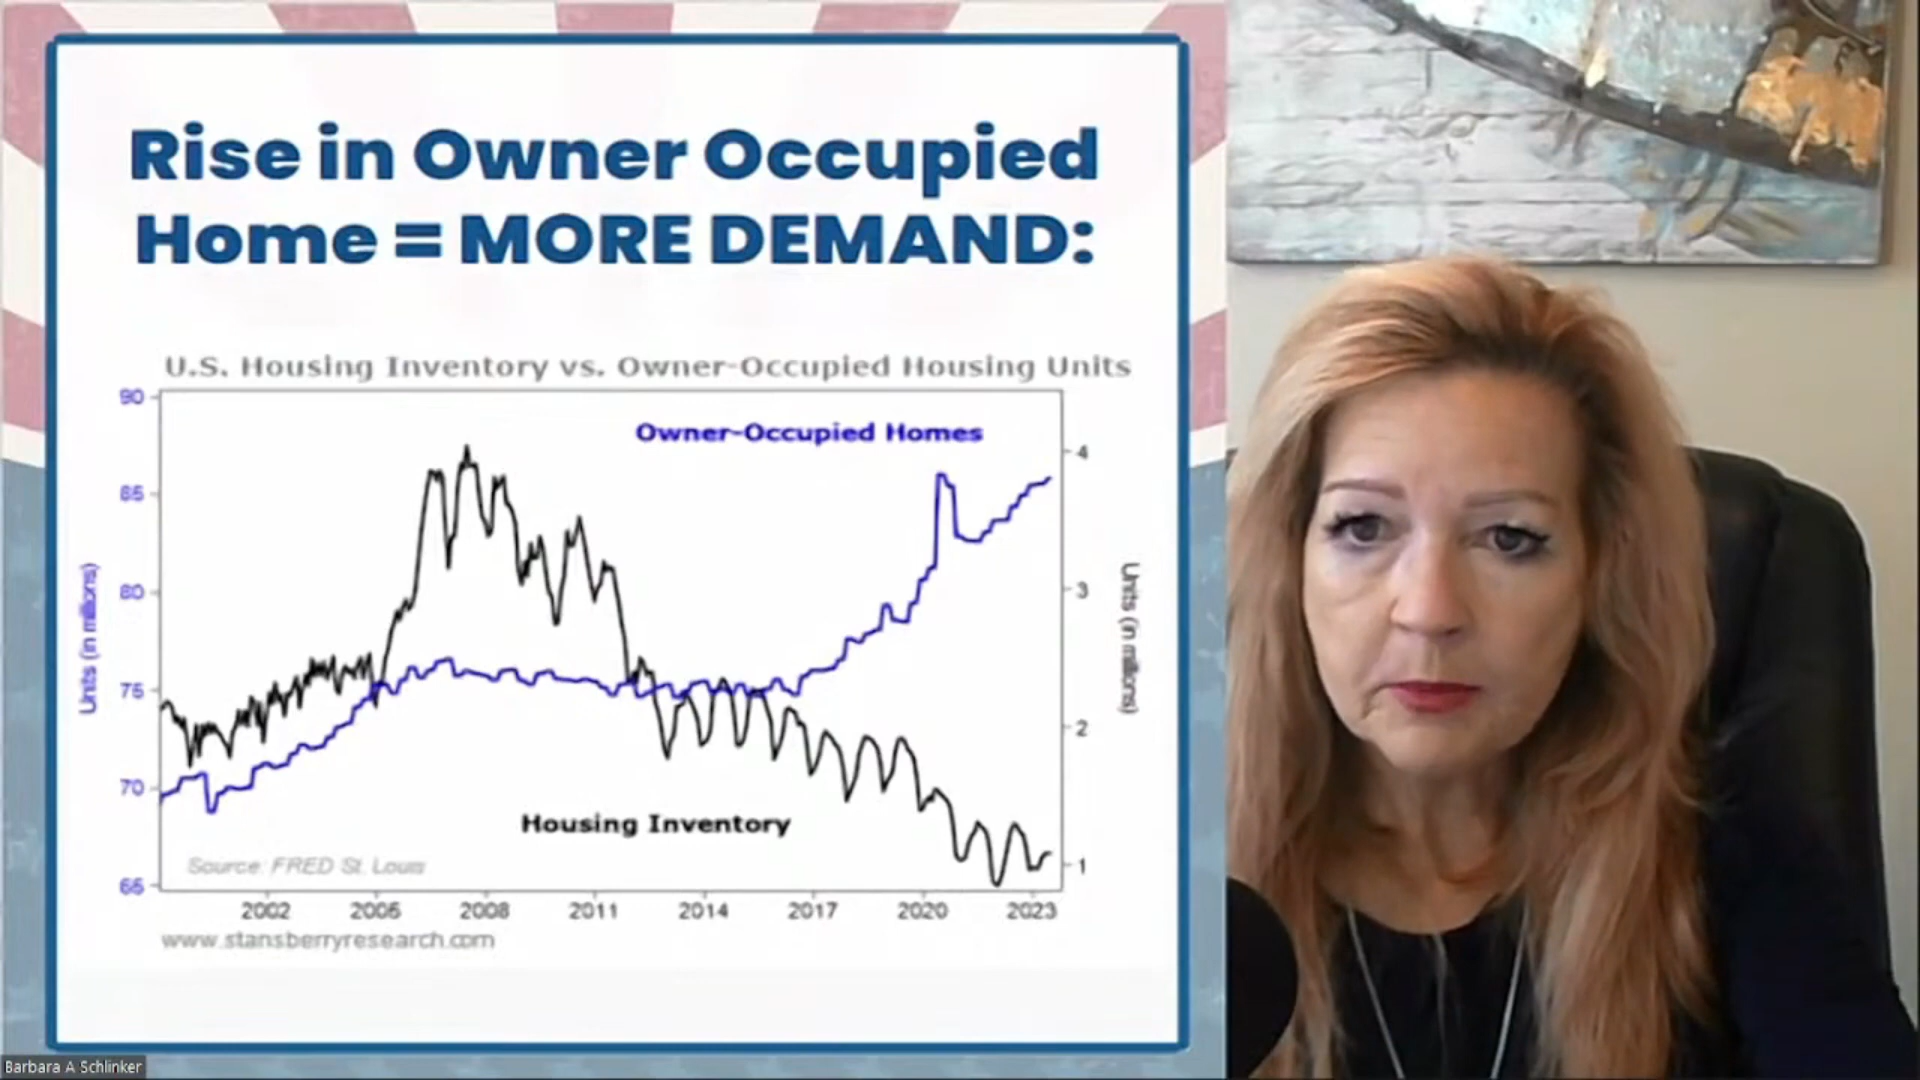 Rise in Owner Occupied
Home = MORE DEMAND:
U.S. Housing Inventory vs. Owner-Occupied Housing Units
90
85
80
75
70
65
Units (in millions)
Owner-Occupied Homes
Housing Inventory
4
3
2
1
Units (in millions)
Source: FRED St. Louis
2002 2005 2008 2011 2014 2017 2020 2023
www.stansberryresearch.com
Barbara A Schlinker